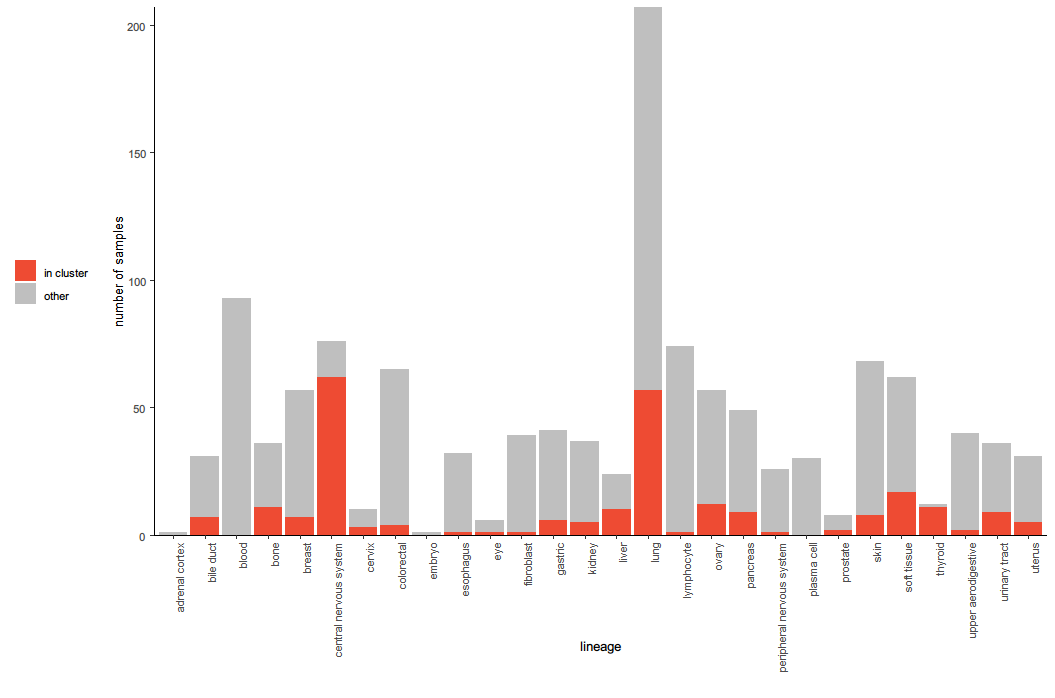 200
150
100
50
0
number of samples
in cluster
other
adrenal cortex
bile duct
blood
bone
breast
central nervous system
cervix
colorectal
embryo
esophagus
eye
fibroblast
gastric
kidney
liver
lung
lymphocyte
ovary
pancreas
peripheral nervous system
plasma cell
prostate
skin
soft tissue
thyroid
upper aerodigestive
urinary tract
uterus
lineage